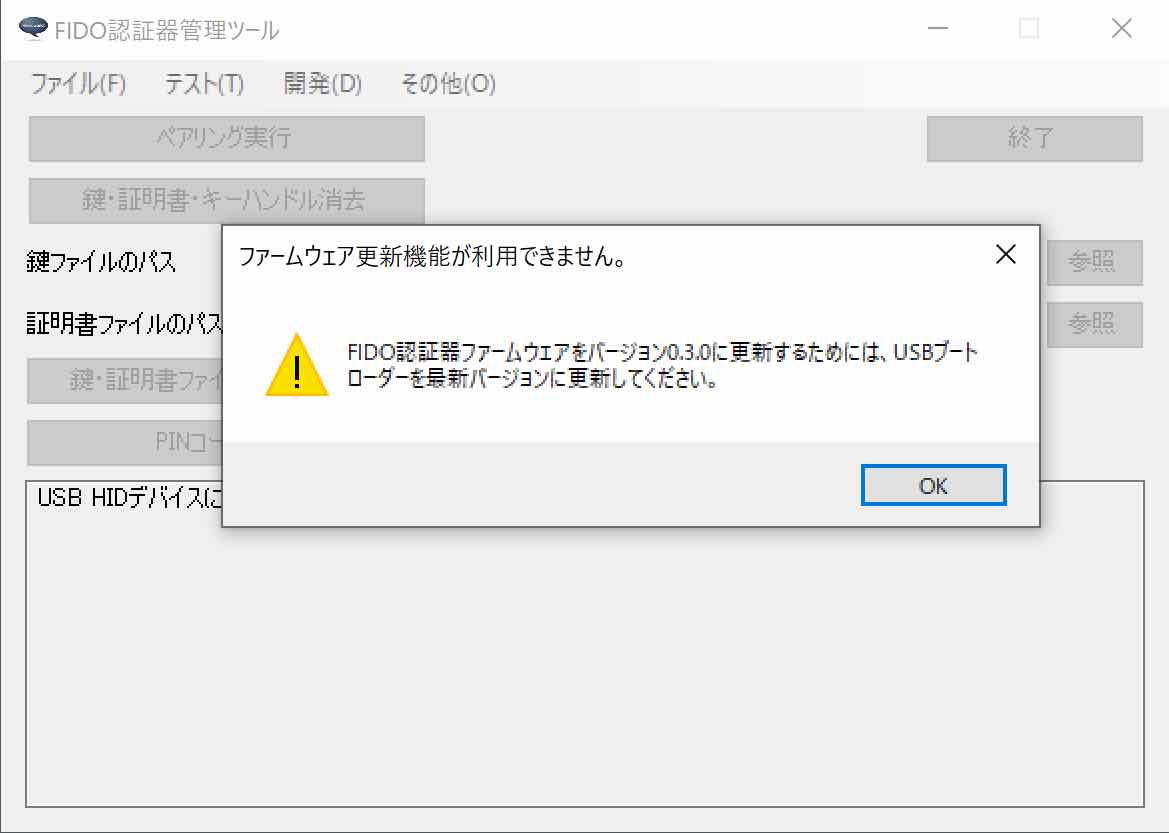 FIDO認証器管理ツール
ファイル(F) テスト(T) 開発(D) その他(O)
ペアリング実行 終了
鍵・証明書・キーハンドル消去
ファームウェア更新機能が利用できません。
鍵ファイルのパス 参照
証明書ファイルのパス 参照
FIDO認証器ファームウェアをバージョン0.3.0に更新するためには、USBブート
ローダーを最新バージョンに更新してください。
鍵・証明書ファイ
PINコー
OK
USB HIDデバイスに